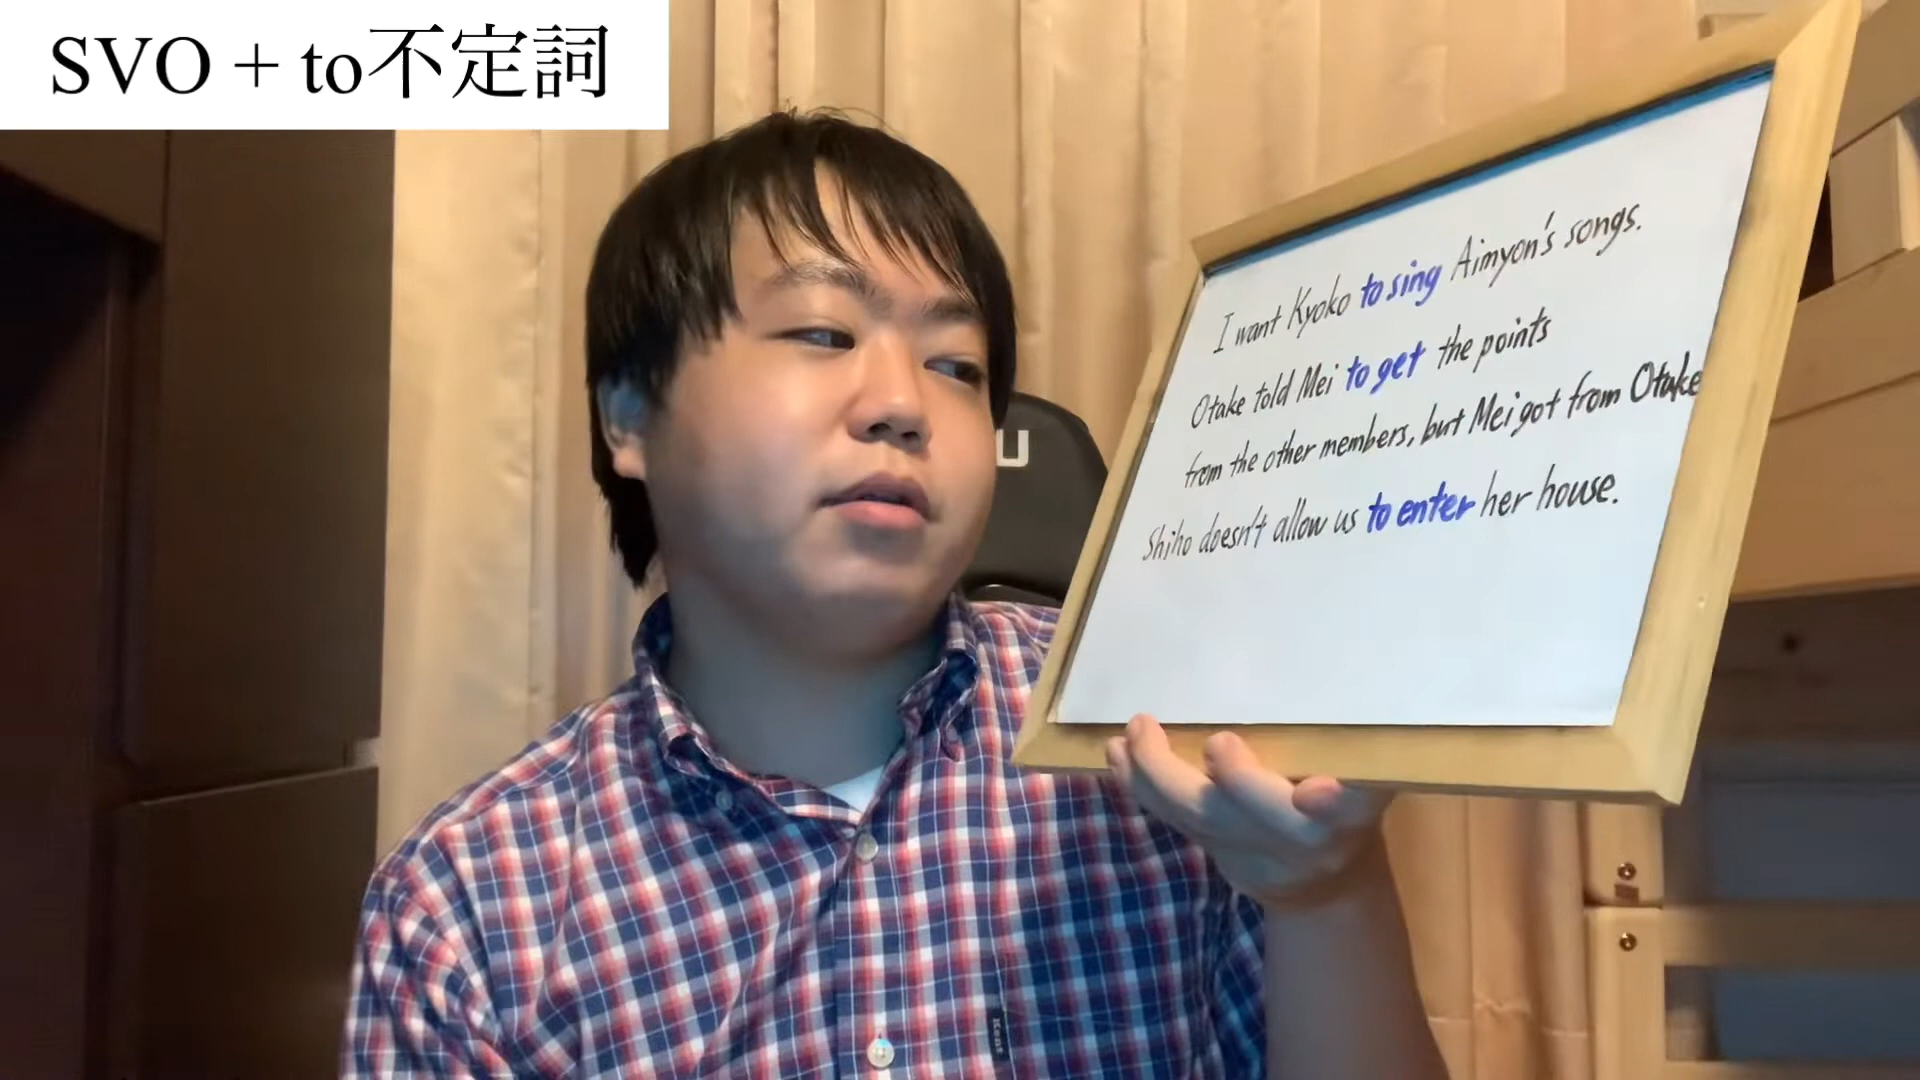 SVO + to不定詞
I want Kyoko to sing Aimyon's songs.
Otake told Mei to get the points
from the other members, but Mei got from Otake
Shiho doesn't allow us to enter her house.
U
Kent